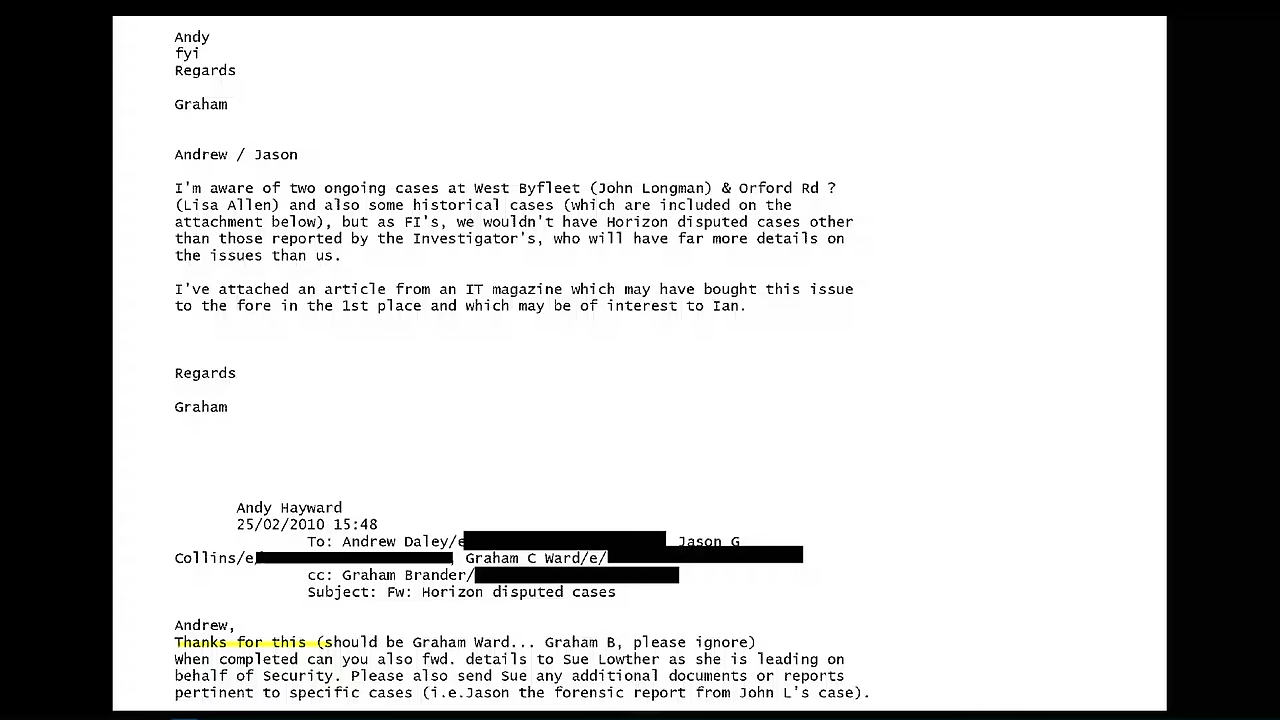 Andy
fyi
Regards
Graham
Andrew / Jason
I'm aware of two ongoing cases at West Byfleet (John Longman) & Orford Rd ?
(Lisa Allen) and also some historical cases (which are included on the
attachment below), but as FI's, we wouldn't have Horizon disputed cases other
than those reported by the Investigator's, who will have far more details on
the issues than us.
I've attached an article from an IT magazine which may have bought this issue
to the fore in the 1st place and which may be of interest to Ian.
Regards
Graham
Andy Hayward
25/02/2010 15:48
To: Andrew Daley/e Jason G
Collins/e/ , Graham C Ward/e/
cc: Graham Brander/
Subject: Fw: Horizon disputed cases
Andrew,
Thanks for this (should be Graham Ward... Graham B, please ignore)
When completed can you also fwd. details to Sue Lowther as she is leading on
behalf of Security. Please also send Sue any additional documents or reports
pertinent to specific cases (i.e.Jason the forensic report from John L's case).